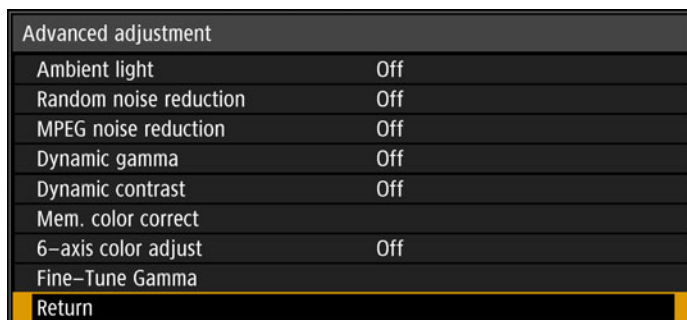 Advanced adjustment
Ambient light Off
Random noise reduction Off
MPEG noise reduction Off
Dynamic gamma Off
Dynamic contrast Off
Mem. color correct
6–axis color adjust Off
Fine–Tune Gamma
Return